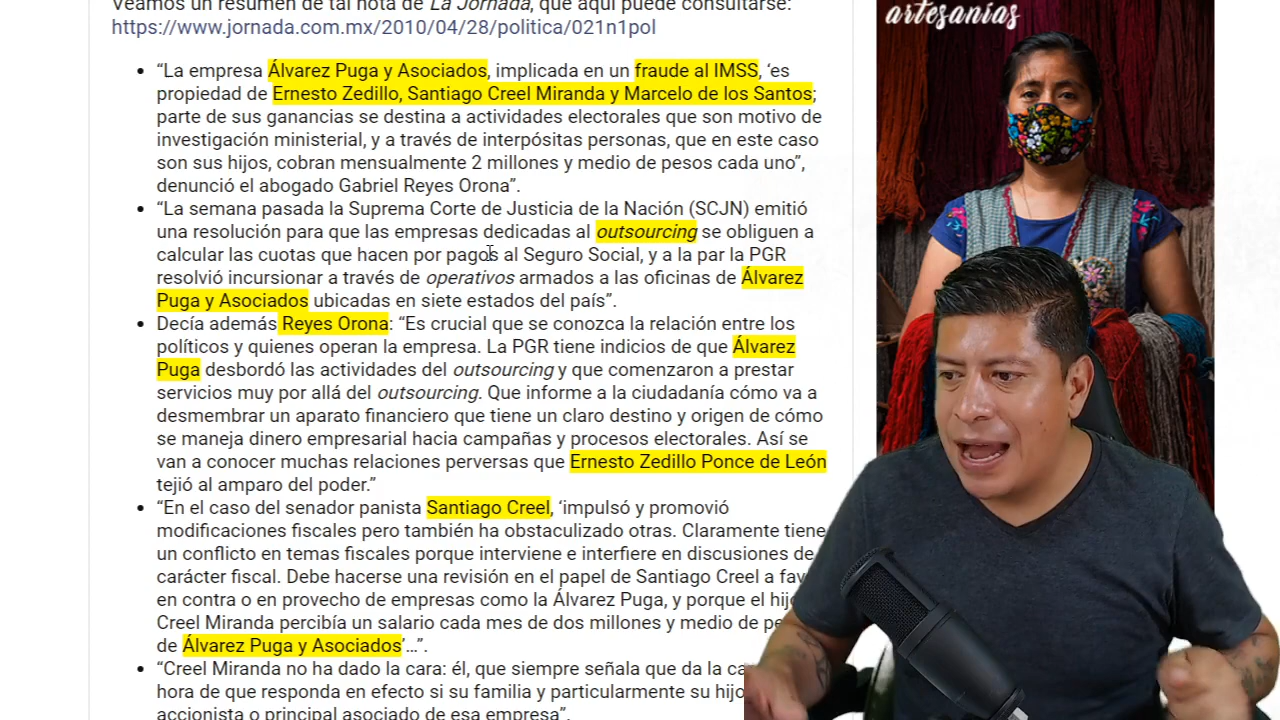 Veamos un resumen de tal nota de La Jornada, que aquí puede consultarse:
https://www.jornada.com.mx/2010/04/28/politica/021n1pol
artesanías
• “La empresa Álvarez Puga y Asociados, implicada en un fraude al IMSS, ‘es
propiedad de Ernesto Zedillo, Santiago Creel Miranda y Marcelo de los Santos;
parte de sus ganancias se destina a actividades electorales que son motivo de
investigación ministerial, y a través de interpósitas personas, que en este caso
son sus hijos, cobran mensualmente 2 millones y medio de pesos cada uno”,
denunció el abogado Gabriel Reyes Orona”.
• “La semana pasada la Suprema Corte de Justicia de la Nación (SCJN) emitió
una resolución para que las empresas dedicadas al outsourcing se obliguen a
calcular las cuotas que hacen por pagos al Seguro Social, y a la par la PGR
resolvió incursionar a través de operativos armados a las oficinas de Álvarez
Puga y Asociados ubicadas en siete estados del país”.
• Decía además Reyes Orona: “Es crucial que se conozca la relación entre los
políticos y quienes operan la empresa. La PGR tiene indicios de que Álvarez
Puga desbordó las actividades del outsourcing y que comenzaron a prestar
servicios muy por allá del outsourcing. Que informe a la ciudadanía cómo va a
desmembrar un aparato financiero que tiene un claro destino y origen de cómo
se maneja dinero empresarial hacia campañas y procesos electorales. Así se
van a conocer muchas relaciones perversas que Ernesto Zedillo Ponce de León
tejió al amparo del poder.”
• “En el caso del senador panista Santiago Creel, ‘impulsó y promovió
modificaciones fiscales pero también ha obstaculizado otras. Claramente tiene
un conflicto en temas fiscales porque interviene e interfiere en discusiones de
carácter fiscal. Debe hacerse una revisión en el papel de Santiago Creel a
en contra o en provecho de empresas como la Álvarez Puga, y porque el
Creel Miranda percibía un salario cada mes de dos millones y medio de
de Álvarez Puga y Asociados’…”.
• “Creel Miranda no ha dado la cara: él, que siempre señala que da la
hora de que responda en efecto si su familia y particularmente su hijo
accionista o principal asociado de esa empresa”.